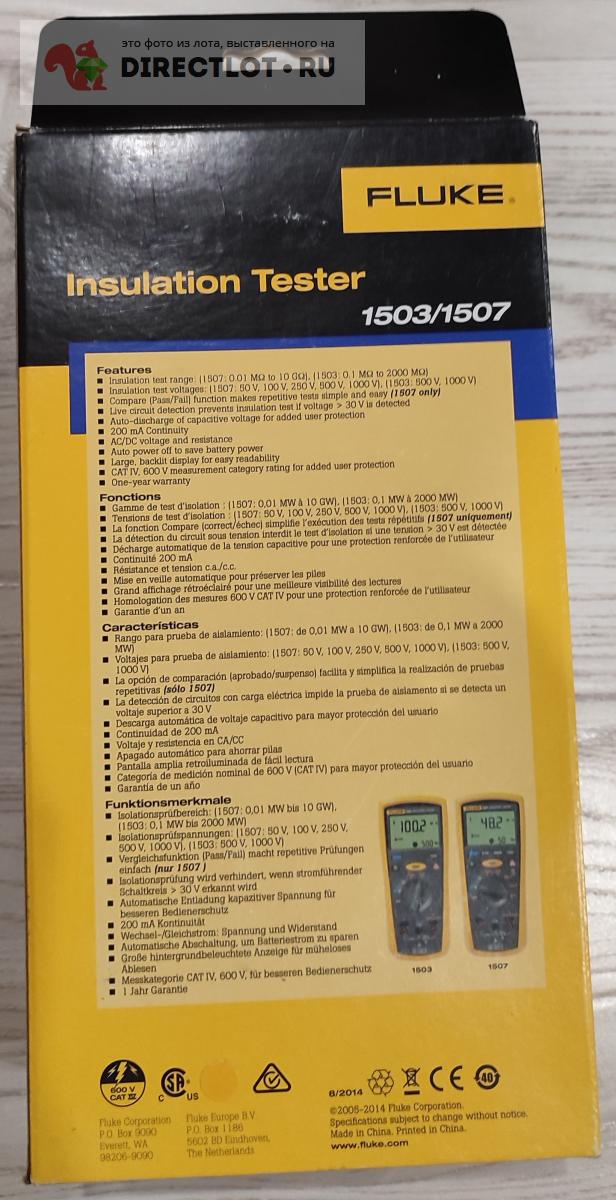 это фото из лота, выставленного на
DIRECTLOT.RU
FLUKE
Insulation Tester
1503/1507
Features
■ Insulation test range: (1507: 0.01 MΩ to 10 GΩ), (1503: 0.1 MΩ to 2000 MΩ)
■ Insulation test voltages: (1507: 50 V, 100 V, 250 V, 500 V, 1000 V), (1503: 500 V, 1000 V)
■ Compare (Pass/Fail) function makes repetitive tests simple and easy (1507 only)
■ Live circuit detection prevents insulation test if voltage > 30 V is detected
■ Auto-discharge of capacitive voltage for added user protection
■ 200 mA Continuity
■ AC/DC voltage and resistance
■ Auto power off to save battery power
■ Large, backlit display for easy readability
■ CAT IV, 600 V measurement category rating for added user protection
■ One-year warranty
Fonctions
■ Gamme de test d'isolation : (1507: 0,01 MW à 10 GW), (1503: 0,1 MW à 2000 MW)
■ Tensions de test d'isolation : (1507: 50 V, 100 V, 250 V, 500 V, 1000 V), (1503: 500 V, 1000 V)
■ La fonction Compare (correct/échec) simplifie l'exécution des tests répétitifs (1507 uniquement)
■ La détection du circuit sous tension interdit le test d'isolation si une tension > 30 V est détectée
■ Décharge automatique de la tension capacitive pour une protection renforcée de l'utilisateur
■ Continuité 200 mA
■ Résistance et tension c.a./c.c.
■ Mise en veille automatique pour préserver les piles
■ Grand affichage rétroéclairé pour une meilleure visibilité des lectures
■ Homologation des mesures 600 V CAT IV pour une protection renforcée de l'utilisateur
■ Garantie d'un an
Características
■ Rango para prueba de aislamiento: (1507: de 0,01 MW a 10 GW), (1503: de 0,1 MW a 2000
MW)
■ Voltajes para prueba de aislamiento: (1507: 50 V, 100 V, 250 V, 500 V, 1000 V), (1503: 500 V,
1000 V)
■ La opción de comparación (aprobado/suspenso) facilita y simplifica la realización de pruebas
repetitivas (sólo 1507)
■ La detección de circuitos con carga eléctrica impide la prueba de aislamiento si se detecta un
voltaje superior a 30 V
■ Descarga automática de voltaje capacitivo para mayor protección del usuario
■ Continuidad de 200 mA
■ Voltaje y resistencia en CA/CC
■ Apagado automático para ahorrar pilas
■ Pantalla amplia retroiluminada de fácil lectura
■ Categoría de medición nominal de 600 V (CAT IV) para mayor protección del usuario
■ Garantía de un año
Funktionsmerkmale
■ Isolationsprüfbereich: (1507: 0,01 MW bis 10 GW),
(1503: 0,1 MW bis 2000 MW)
■ Isolationsprüfspannungen: (1507: 50 V, 100 V, 250 V,
500 V, 1000 V), (1503: 500 V, 1000 V)
■ Vergleichsfunktion (Pass/Fail) macht repetitive Prüfungen
einfach (nur 1507 )
■ Isolationsprüfung wird verhindert, wenn stromführender
Schaltkreis > 30 V erkannt wird
■ Automatische Entladung kapazitiver Spannung für
besseren Bedienerschutz
■ 200 mA Kontinuität
■ Wechsel-/Gleichstrom: Spannung und Widerstand
■ Automatische Abschaltung, um Batteriestrom zu sparen
■ Große hintergrundbeleuchtete Anzeige für müheloses
Ablesen
■ Messkategorie CAT IV, 600 V, für besseren Bedienerschutz
■ 1 Jahr Garantie
100.2
500
48.2
50
1503
1507
600 V
CAT IV
C SA US
8/2014
CE
40
Fluke Corporation
P.O. Box 9090
Everett, WA
98206-9090
Fluke Europe B.V.
P.O. Box 1186
5602 BD Eindhoven,
The Netherlands
©2005-2014 Fluke Corporation.
Specifications subject to change without notice.
Made in China. Printed in China.
www.fluke.com